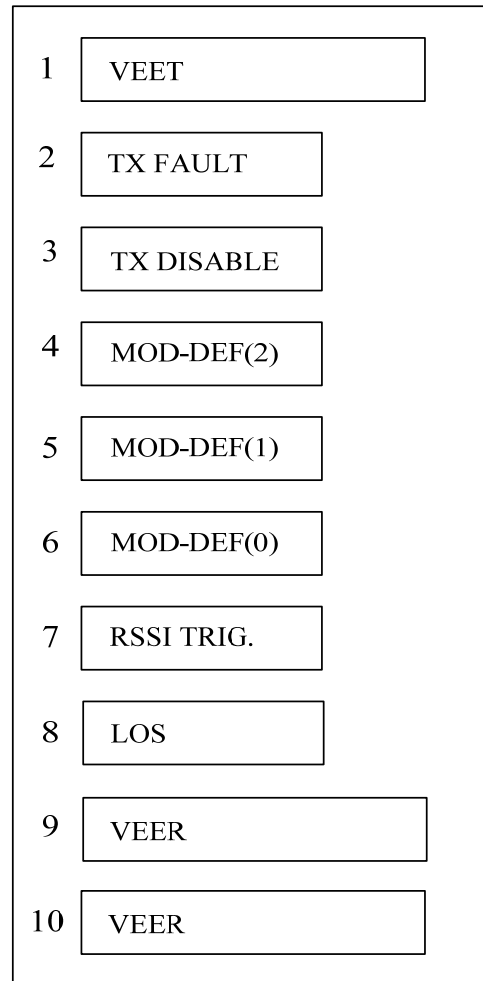 1 VEET
2 TX FAULT
3 TX DISABLE
4 MOD-DEF(2)
5 MOD-DEF(1)
6 MOD-DEF(0)
7 RSSI TRIG.
8 LOS
9 VEER
10 VEER